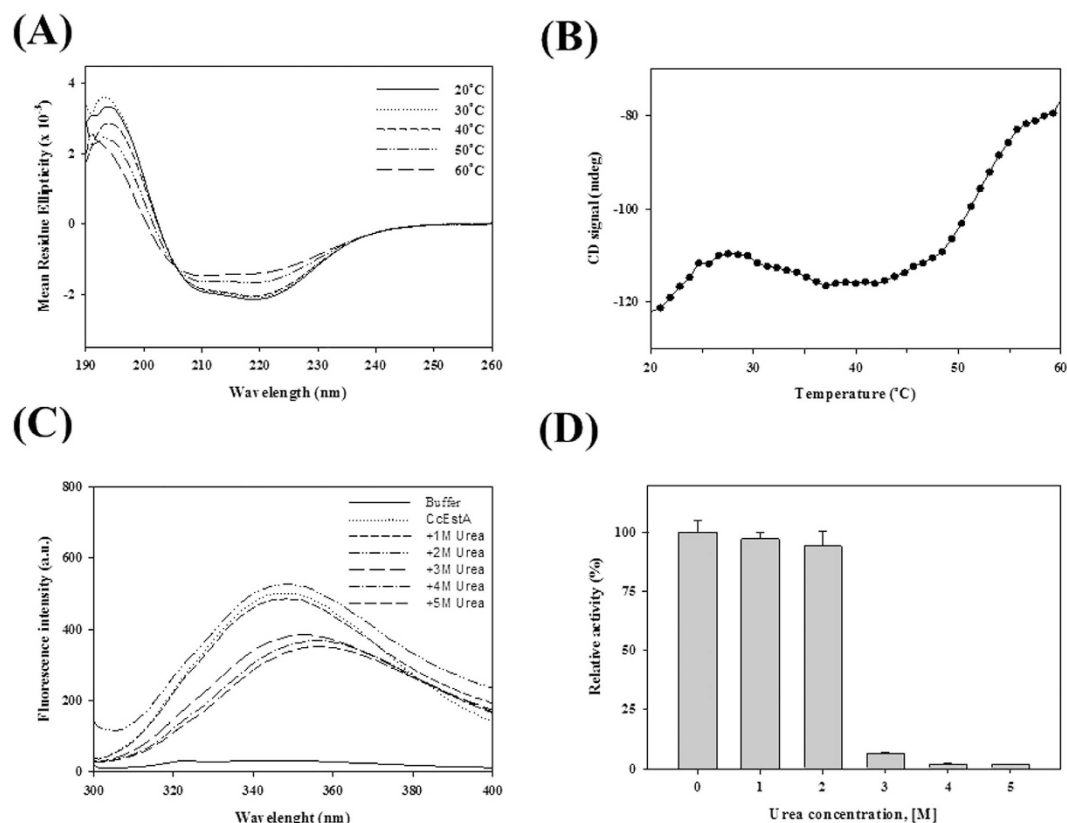 (A)
Mean Residue Ellipticity (x 10⁻³)
4
2
0
-2
20°C
30°C
40°C
50°C
60°C
190 200 210 220 230 240 250 260
Wavelength (nm)
(B)
CD signal (mdeg)
-80
-100
-120
20 30 40 50 60
Temperature (°C)
(C)
Fluorescence intensity (a.u.)
800
600
400
200
0
Buffer
CcEstA
+1M Urea
+2M Urea
+3M Urea
+4M Urea
+5M Urea
300 320 340 360 380 400
Wavelenght (nm)
(D)
Relative activity (%)
100
75
50
25
0
0 1 2 3 4 5
Urea concentration, [M]